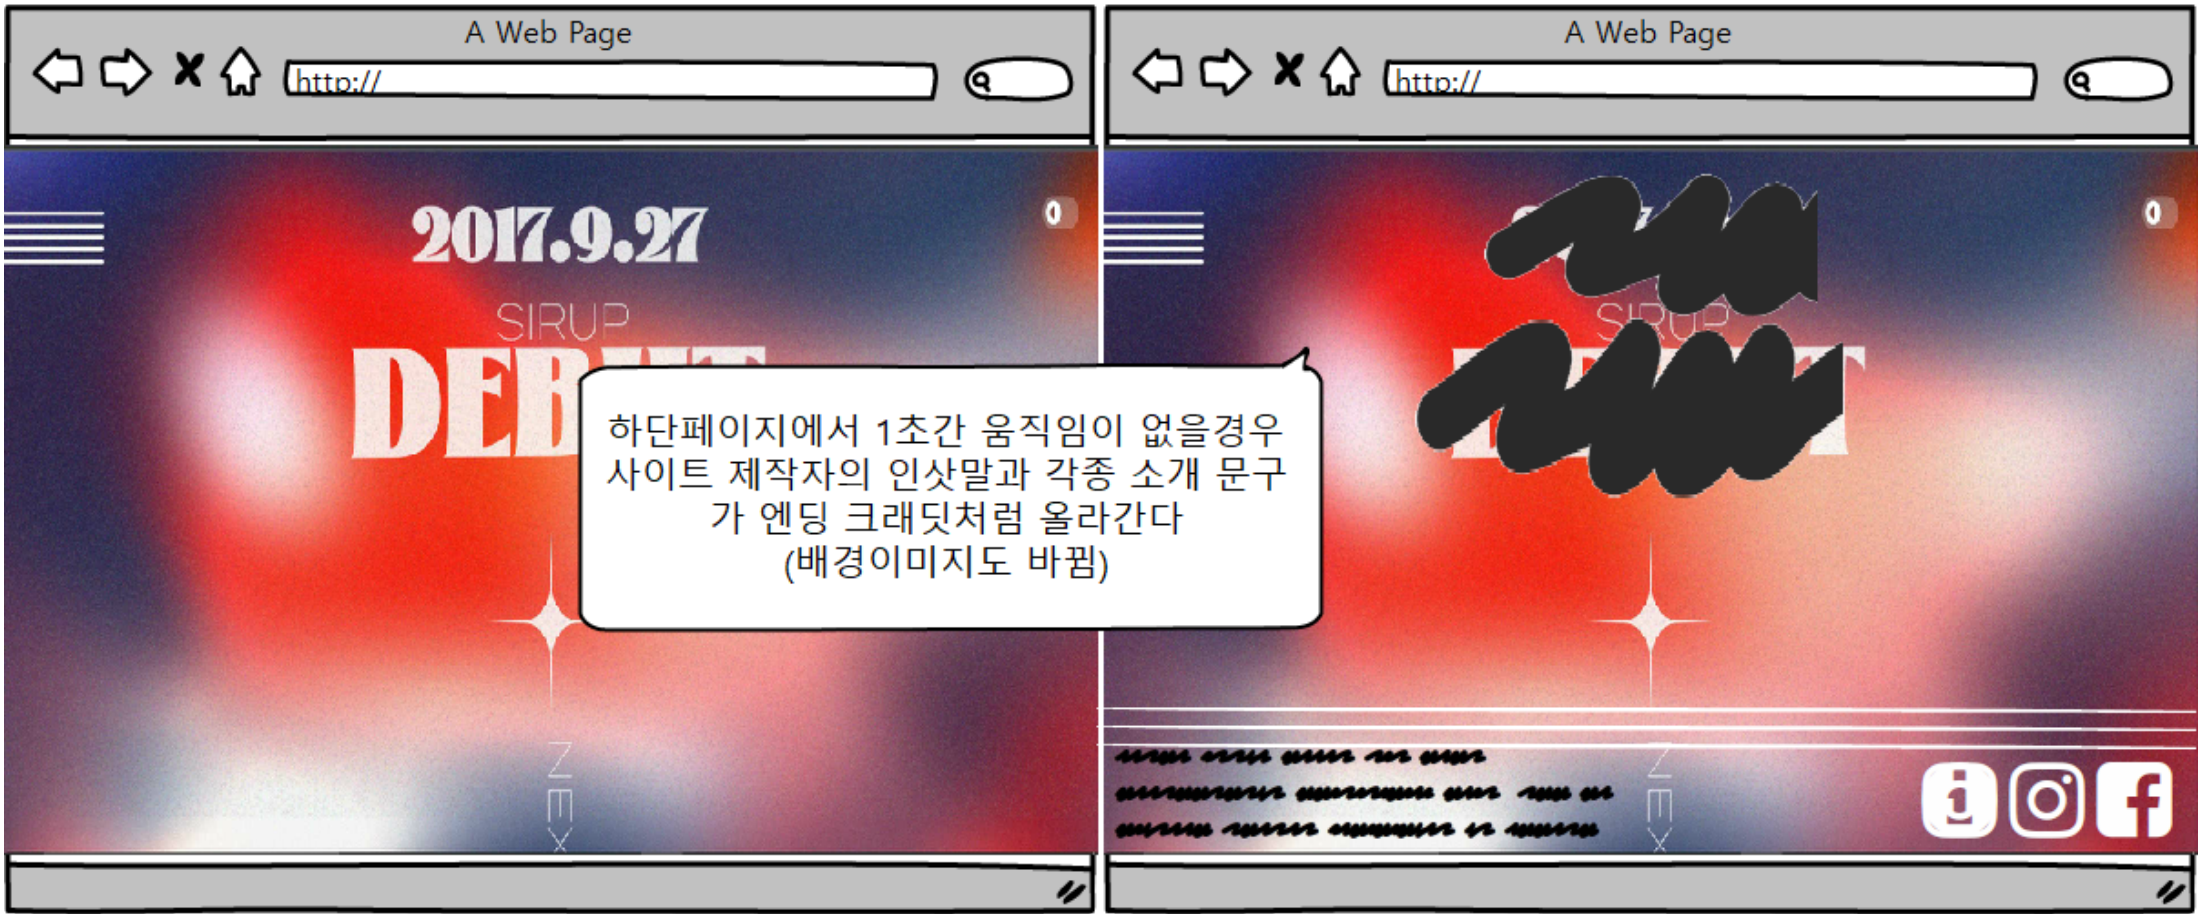 A Web Page
http://
2017.9.27
SIRUP
DEB
NEX
하단페이지에서 1초간 움직임이 없을경우
사이트 제작자의 인삿말과 각종 소개 문구
가 엔딩 크래딧처럼 올라간다
(배경이미지도 바뀜)
A Web Page
http://
SIRUP
NEX